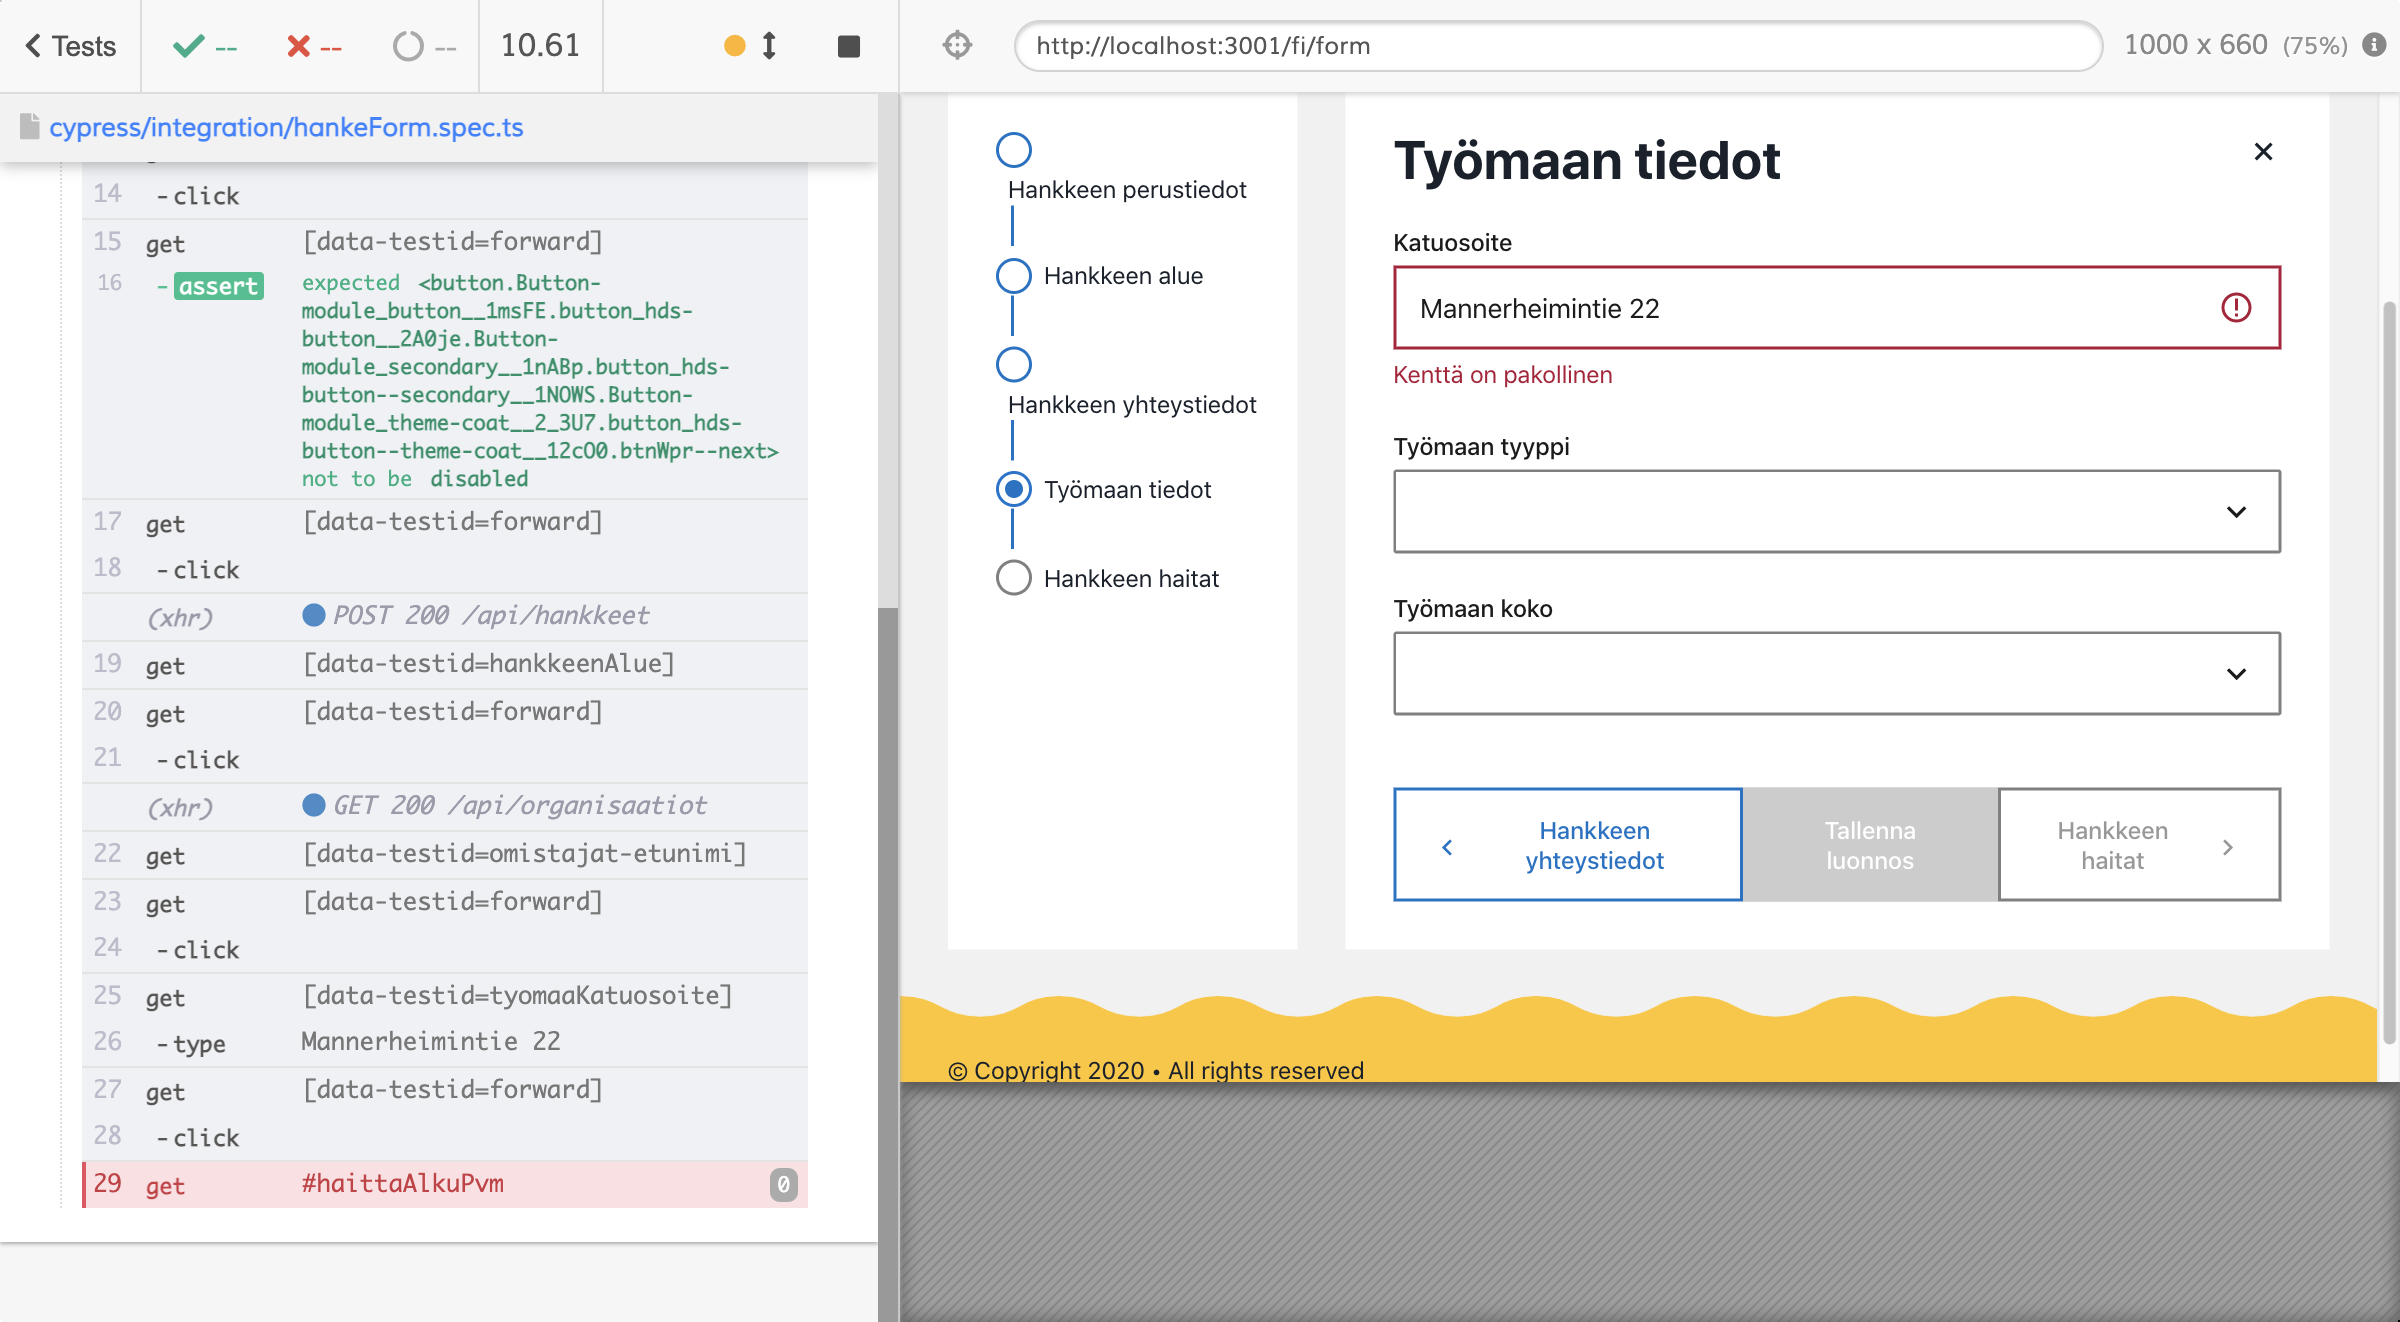 Tests
--
--
--
10.61
http://localhost:3001/fi/form
1000 x 660 (75%)
cypress/integration/hankeForm.spec.ts
14 - click
15 get [data-testid=forward]
16 - assert expected <button.Button-
module_button__1msFE.button_hds-
button__2A0je.Button-
module_secondary__1nABp.button_hds-
button--secondary__1NOWS.Button-
module_theme-coat__2_3U7.button_hds-
button--theme-coat__12cO0.btnWpr--next>
not to be disabled
17 get [data-testid=forward]
18 - click
(xhr) POST 200 /api/hankkeet
19 get [data-testid=hankkeenAlue]
20 get [data-testid=forward]
21 - click
(xhr) GET 200 /api/organisaatiot
22 get [data-testid=omistajat-etunimi]
23 get [data-testid=forward]
24 - click
25 get [data-testid=tyomaaKatuosoite]
26 - type Mannerheimintie 22
27 get [data-testid=forward]
28 - click
29 get #haittaAlkuPvm 0
Hankkeen perustiedot
Hankkeen alue
Hankkeen yhteystiedot
Työmaan tiedot
Hankkeen haitat
Työmaan tiedot
Katuosoite
Mannerheimintie 22
Kenttä on pakollinen
Työmaan tyyppi
Työmaan koko
Hankkeen
yhteystiedot
Tallenna
luonnos
Hankkeen
haitat
© Copyright 2020 • All rights reserved